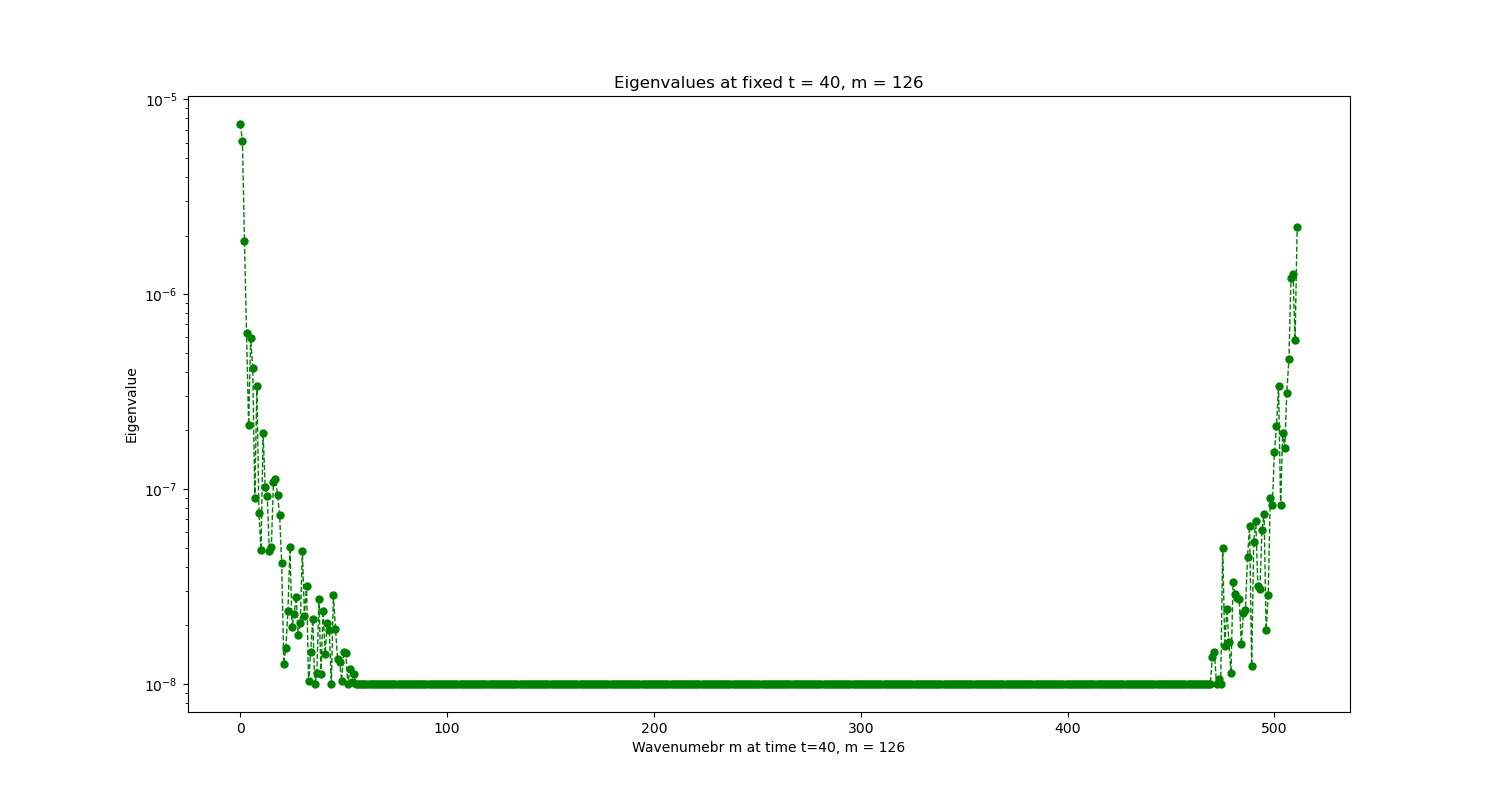 Eigenvalues at fixed t = 40, m = 126
10^-5
10^-6
10^-7
10^-8
Eigenvalue
0 100 200 300 400 500
Wavenumebr m at time t=40, m = 126